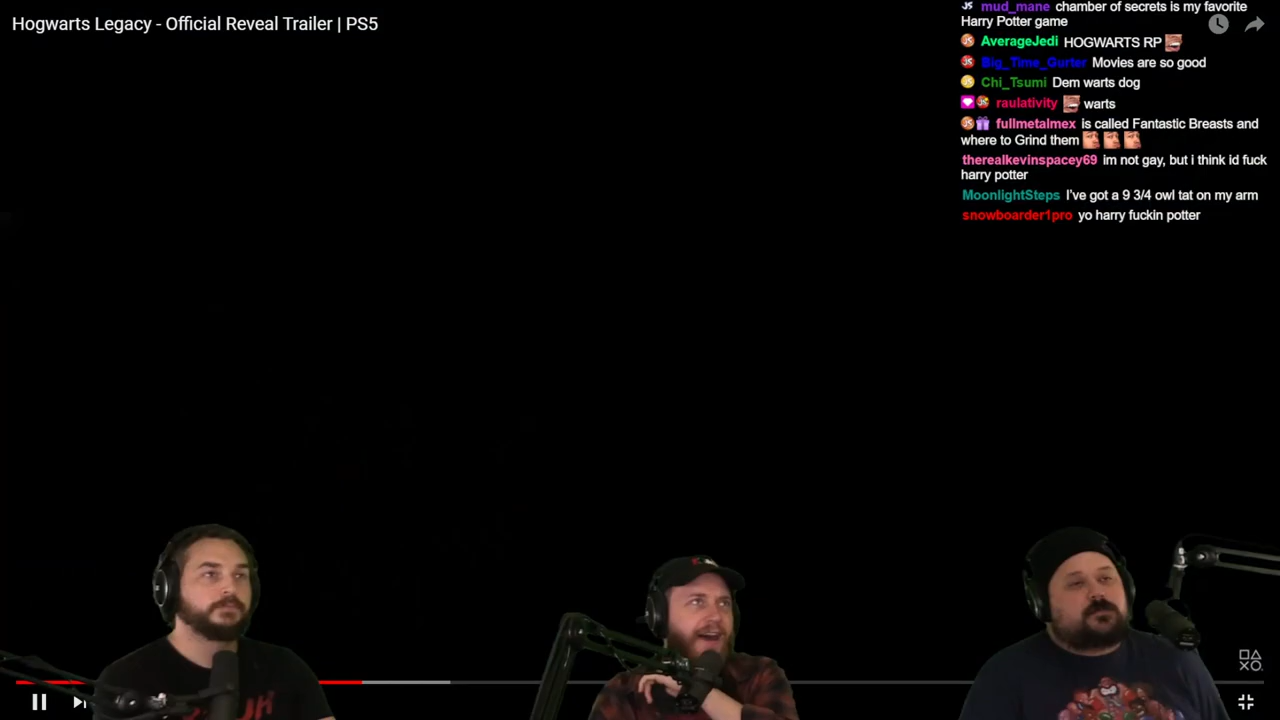 Hogwarts Legacy - Official Reveal Trailer | PS5
mud_mane chamber of secrets is my favorite
Harry Potter game
AverageJedi HOGWARTS RP
Big_Time_Qurter Movies are so good
Chi_Tsumi Dem warts dog
raulativity warts
fullmetalmex is called Fantastic Breasts and
where to Grind them
therealkevinspacey69 im not gay, but i think id fuck
harry potter
MoonlightSteps I've got a 9 3/4 owl tat on my arm
snowboarder1pro yo harry fuckin potter